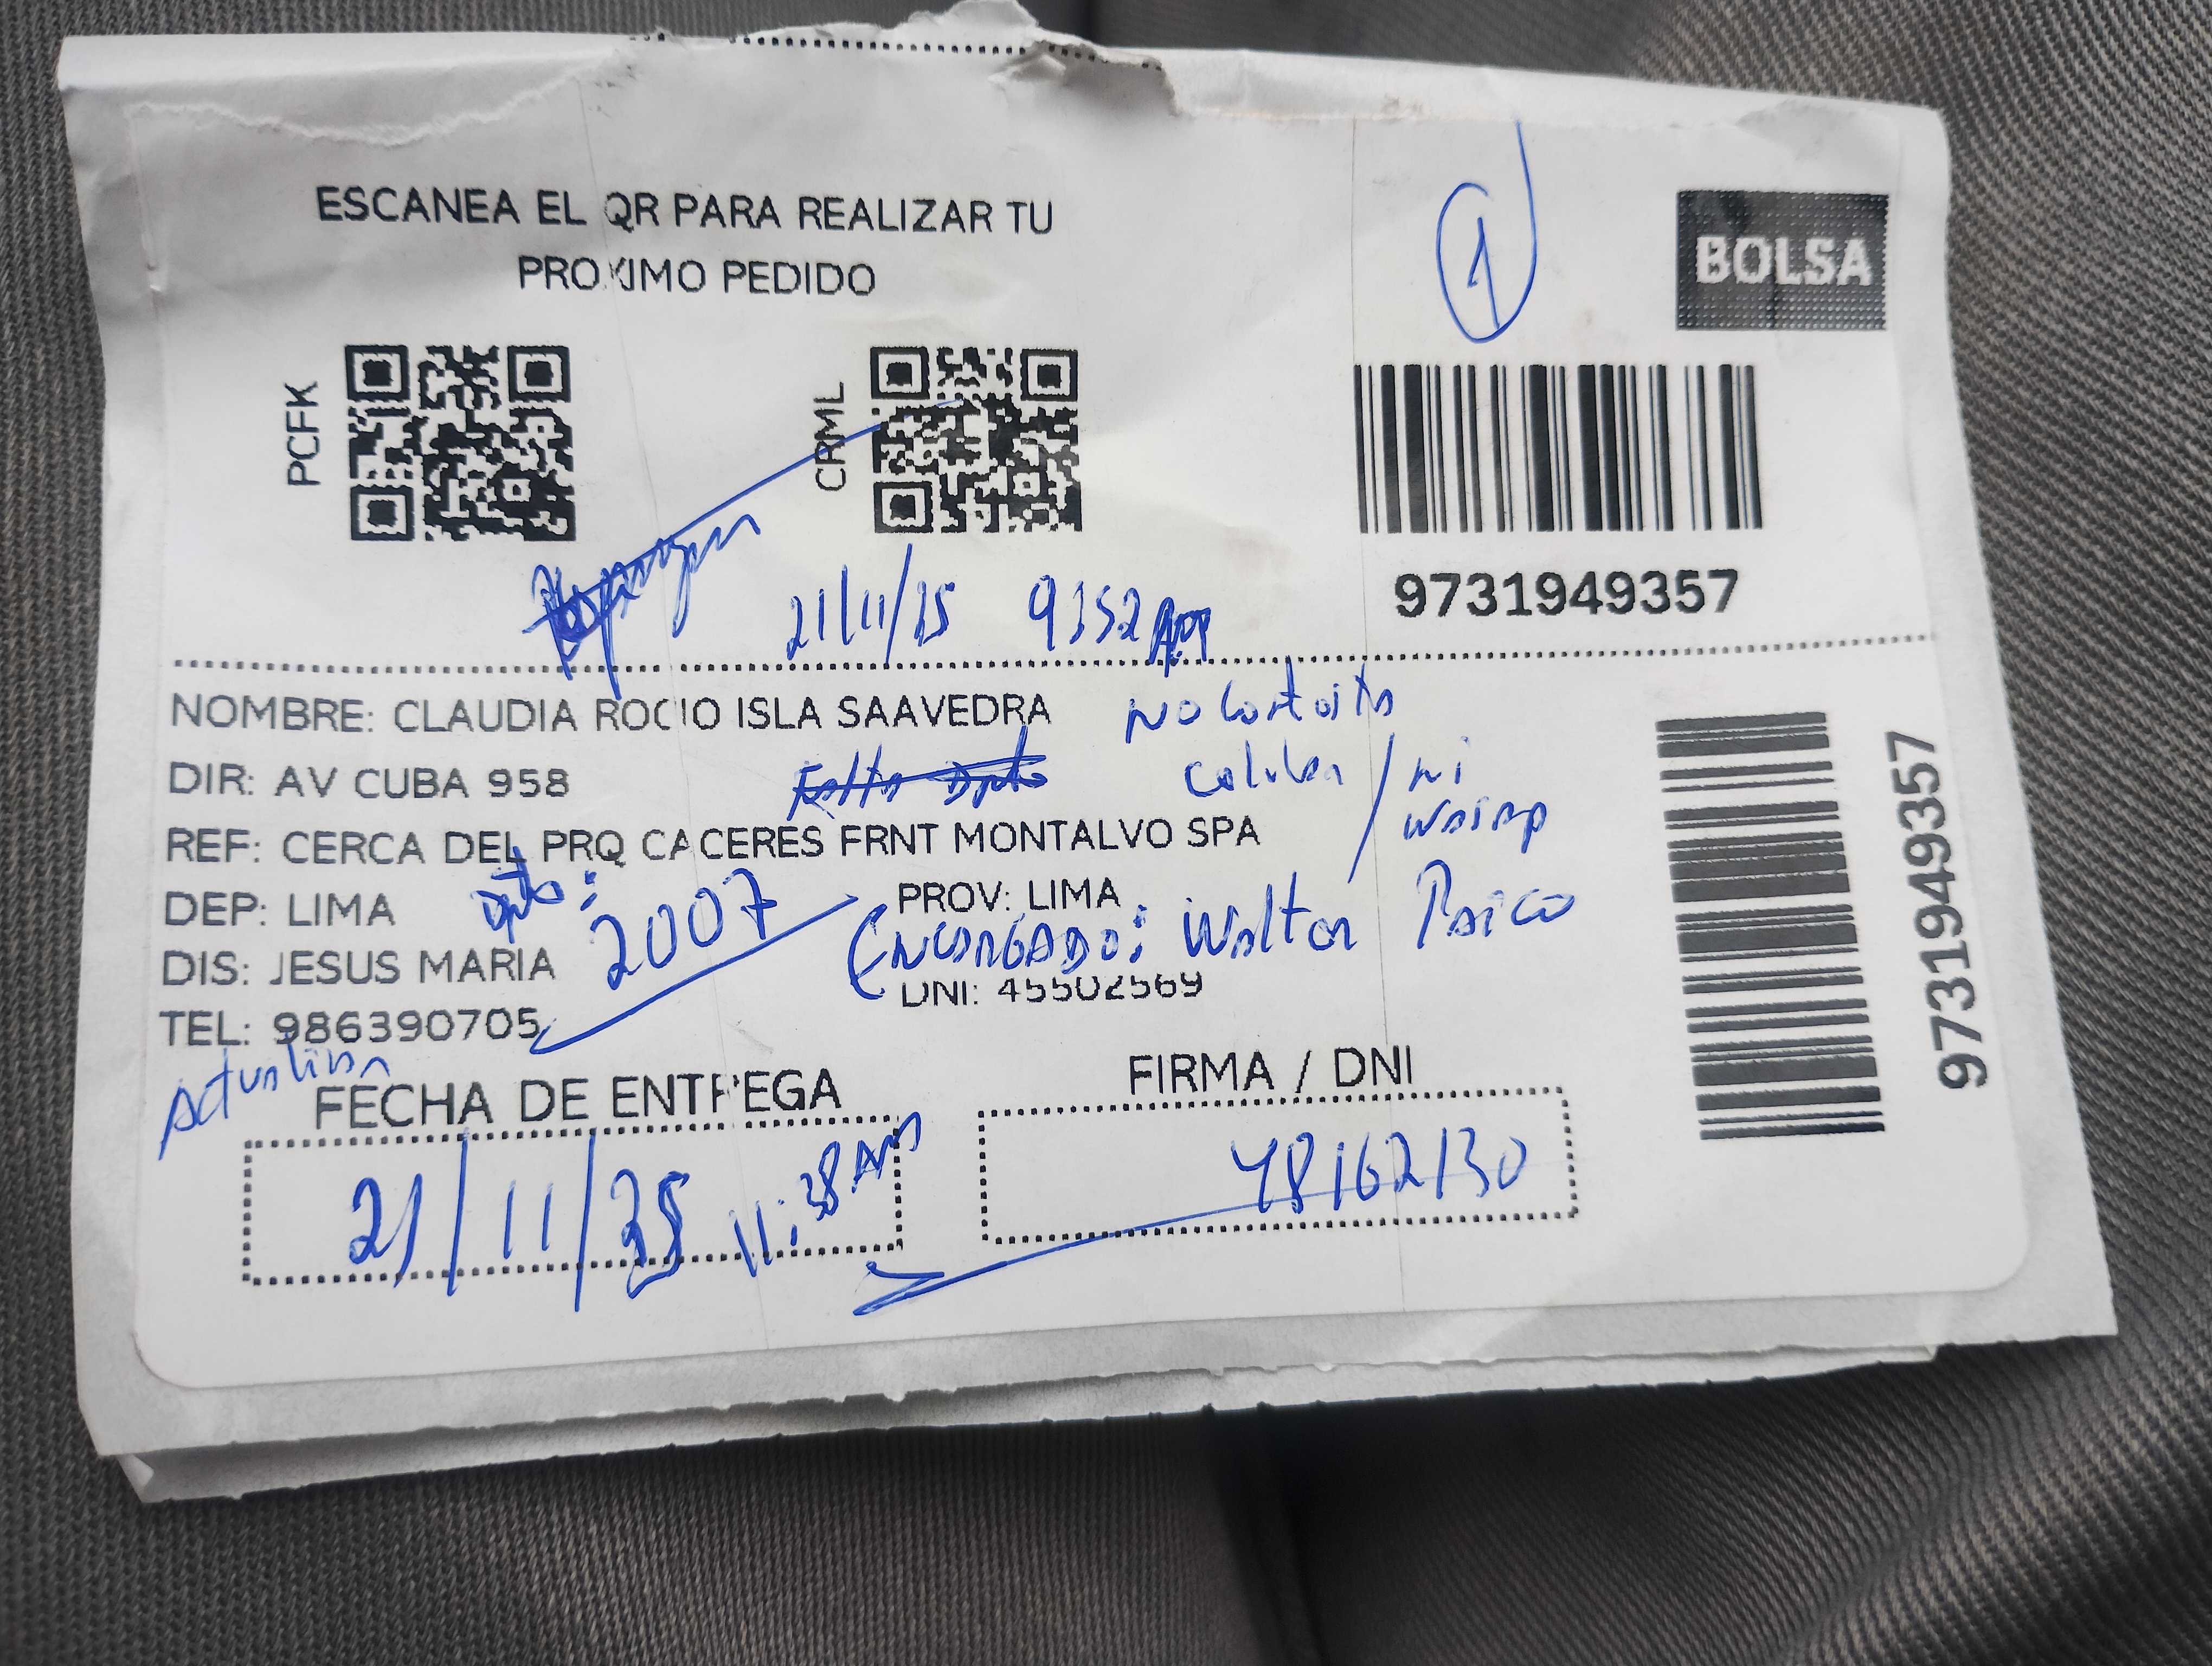 ESCANEA EL QR PARA REALIZAR TU
PROXIMO PEDIDO
1
BOLSA
PCFK
CRML
9731949357
21/11/25 9:52 Am
NOMBRE: CLAUDIA ROCIO ISLA SAAVEDRA
No Contesta
DIR: AV CUBA 958
Falta Dpto
Celular / ni
wasap
REF: CERCA DEL PRQ CACERES FRNT MONTALVO SPA
DEP: LIMA
Dpto: 2007
PROV: LIMA
ENCARGADO: Walter
DIS: JESUS MARIA
DNI: 45502569
TEL: 986390705
9731949357
FECHA DE ENTREGA
FIRMA / DNI
21/11/25 11:38 Am
48162130